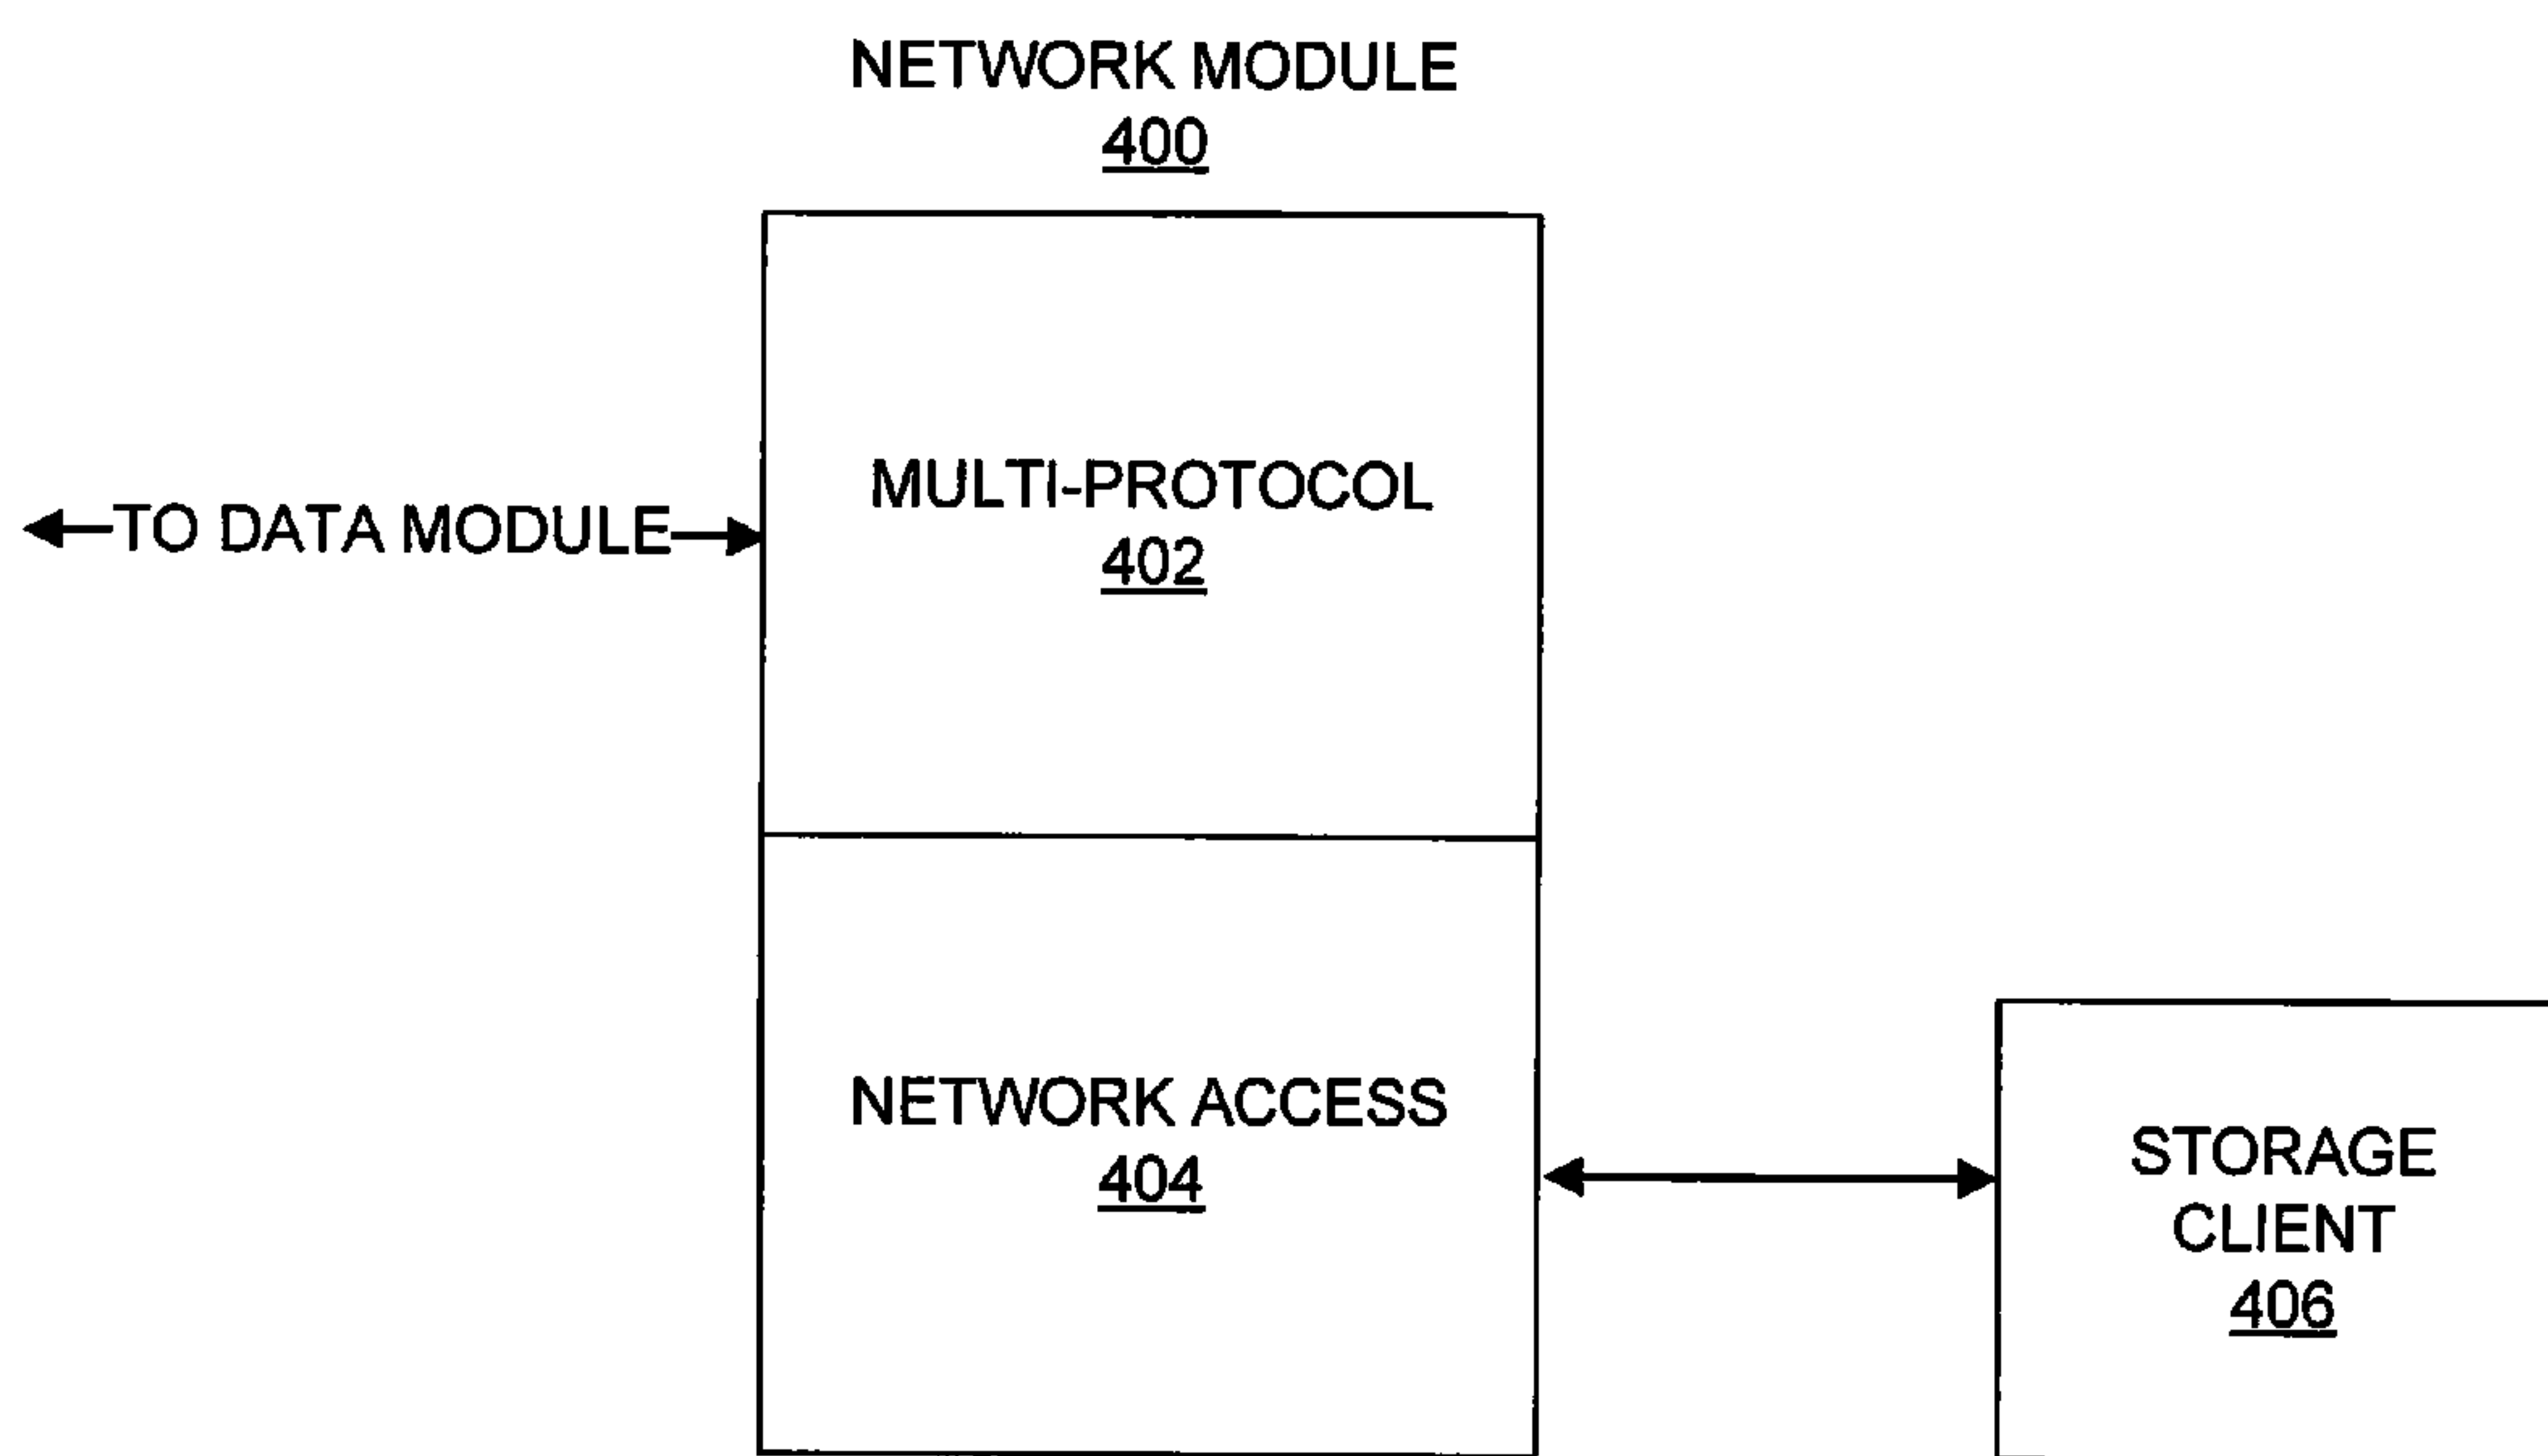 NETWORK MODULE
400
MULTI-PROTOCOL
402
TO DATA MODULE
NETWORK ACCESS
404
STORAGE
CLIENT
406